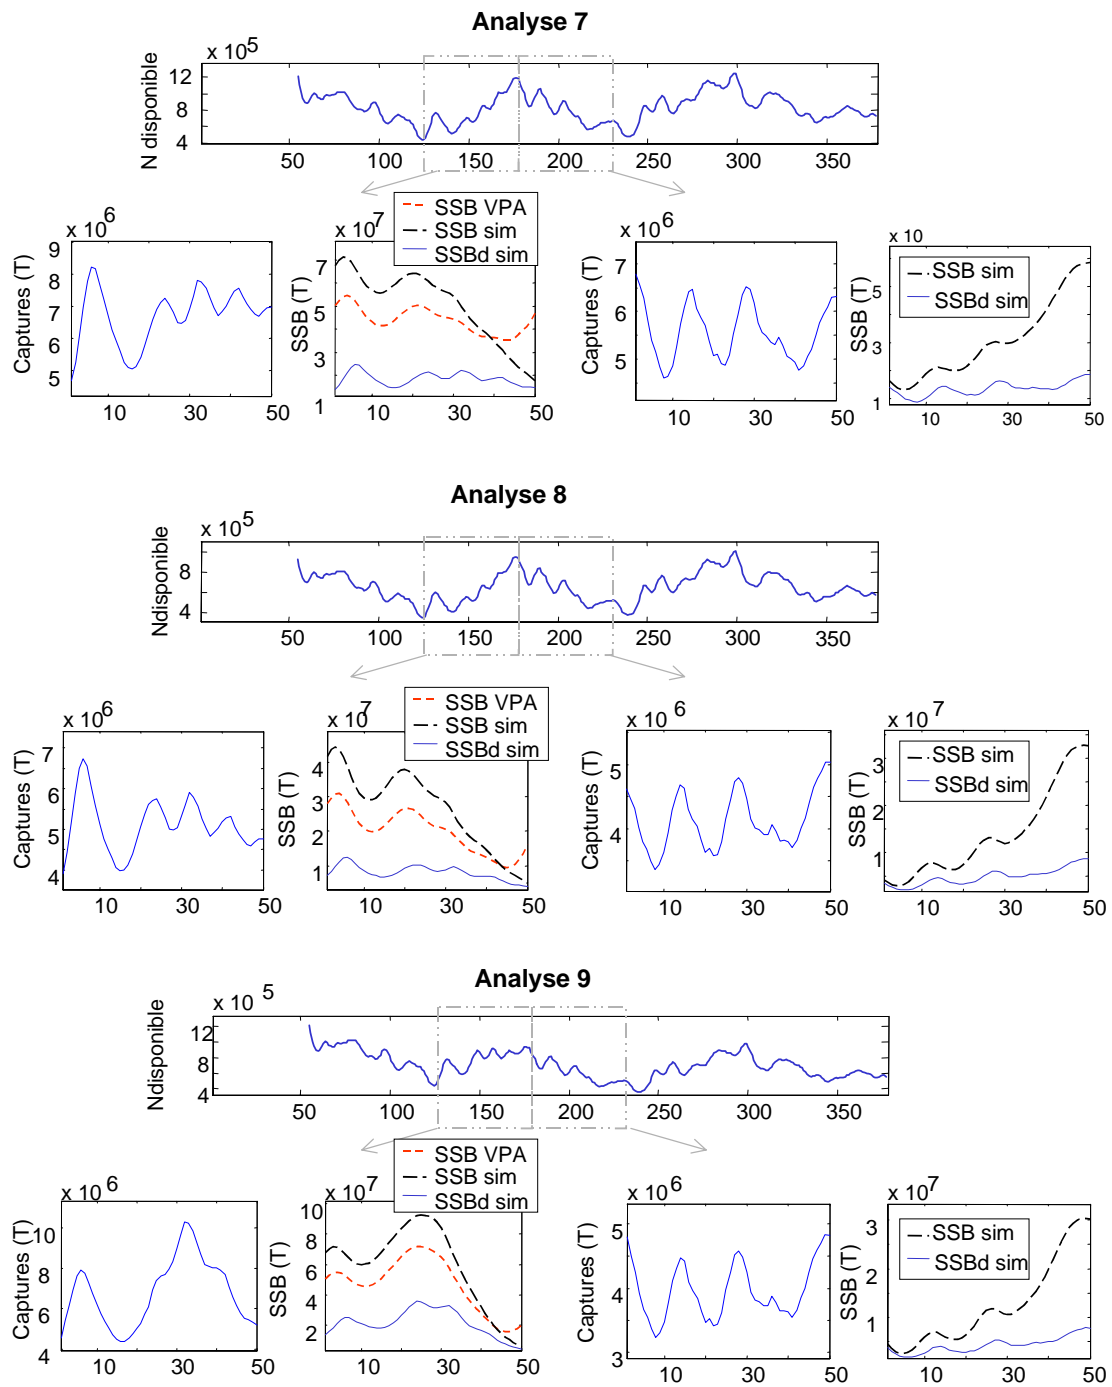 Analyse 7
x 10^5
N disponible
12
8
4
50 100 150 200 250 300 350
x 10^6
Captures (T)
9
8
7
6
5
10 30 50
x 10^7
SSB (T)
7
5
3
1
10 30 50
SSB VPA
SSB sim
SSBd sim
x 10^6
Captures (T)
7
6
5
10 30 50
x 10
SSB (T)
5
3
1
10 30 50
SSB sim
SSBd sim
Analyse 8
x 10^5
Ndisponible
8
4
50 100 150 200 250 300 350
x 10^6
Captures (T)
7
6
5
4
10 30 50
x 10^7
SSB (T)
4
3
2
1
10 30 50
SSB VPA
SSB sim
SSBd sim
x 10^6
Captures (T)
5
4
10 30 50
x 10^7
SSB (T)
3
2
1
10 30 50
SSB sim
SSBd sim
Analyse 9
x 10^5
Ndisponible
12
8
4
50 100 150 200 250 300 350
x 10^6
Captures (T)
10
8
6
4
10 30 50
x 10^7
SSB (T)
10
8
6
4
2
10 30 50
SSB VPA
SSB sim
SSBd sim
x 10^6
Captures (T)
5
4
3
10 30 50
x 10^7
SSB (T)
3
2
1
10 30 50
SSB sim
SSBd sim